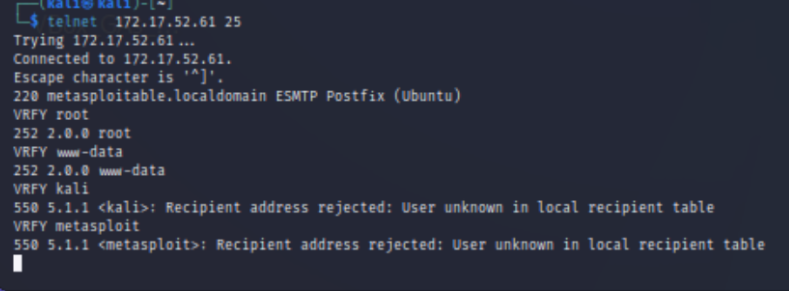 (kali㉿kali)-[~]
$ telnet 172.17.52.61 25
Trying 172.17.52.61...
Connected to 172.17.52.61.
Escape character is '^]'.
220 metasploitable.localdomain ESMTP Postfix (Ubuntu)
VRFY root
252 2.0.0 root
VRFY www-data
252 2.0.0 www-data
VRFY kali
550 5.1.1 <kali>: Recipient address rejected: User unknown in local recipient table
VRFY metasploit
550 5.1.1 <metasploit>: Recipient address rejected: User unknown in local recipient table